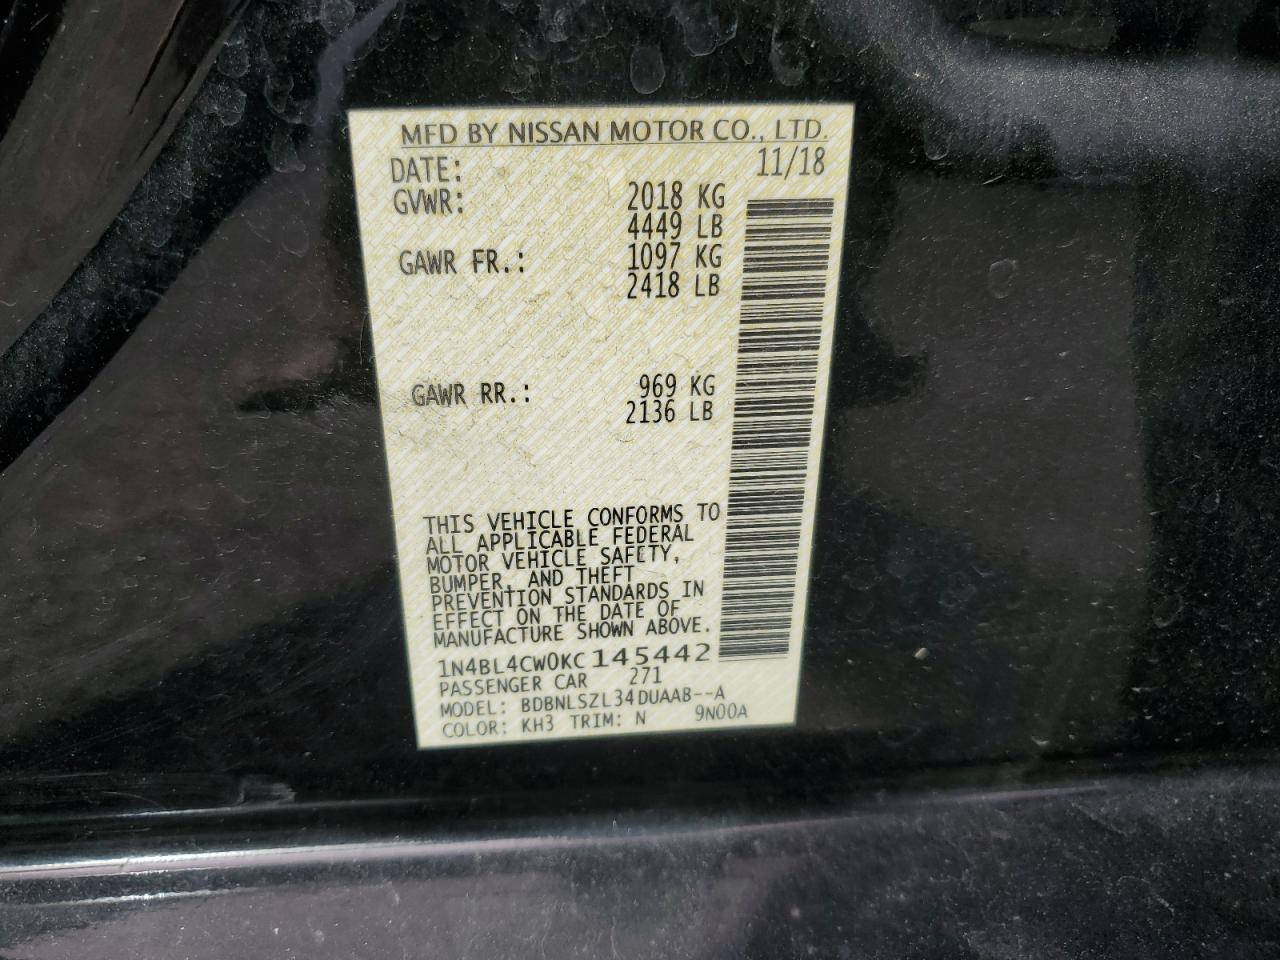 MFD BY NISSAN MOTOR CO., LTD.
DATE: 11/18
GVWR: 2018 KG
4449 LB
GAWR FR.: 1097 KG
2418 LB
GAWR RR.: 969 KG
2136 LB
THIS VEHICLE CONFORMS TO
ALL APPLICABLE FEDERAL
MOTOR VEHICLE SAFETY,
BUMPER, AND THEFT
PREVENTION STANDARDS IN
EFFECT ON THE DATE OF
MANUFACTURE SHOWN ABOVE.
1N4BL4CW0KC145442
PASSENGER CAR 271
MODEL: BDBNLSZL34DUAAB--A
COLOR: KH3 TRIM: N 9N00A